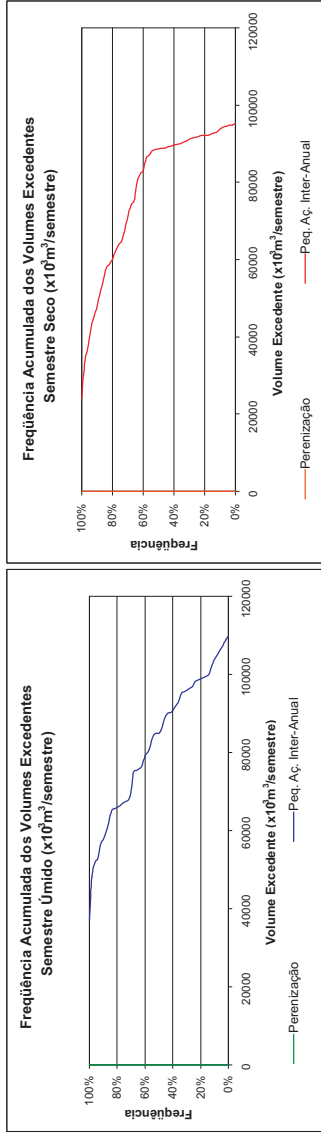 Freqüência Acumulada dos Volumes Excedentes
Semestre Úmido (x10³m³/semestre)
Freqüência
100%
80%
60%
40%
20%
0%
0
20000
40000
60000
80000
100000
120000
Volume Excedente (x10³m³/semestre)
Perenização
Peq. Aç. Inter-Anual
Freqüência Acumulada dos Volumes Excedentes
Semestre Seco (x10³m³/semestre)
Freqüência
100%
80%
60%
40%
20%
0%
0
20000
40000
60000
80000
100000
120000
Volume Excedente (x10³m³/semestre)
Perenização
Peq. Aç. Inter-Anual